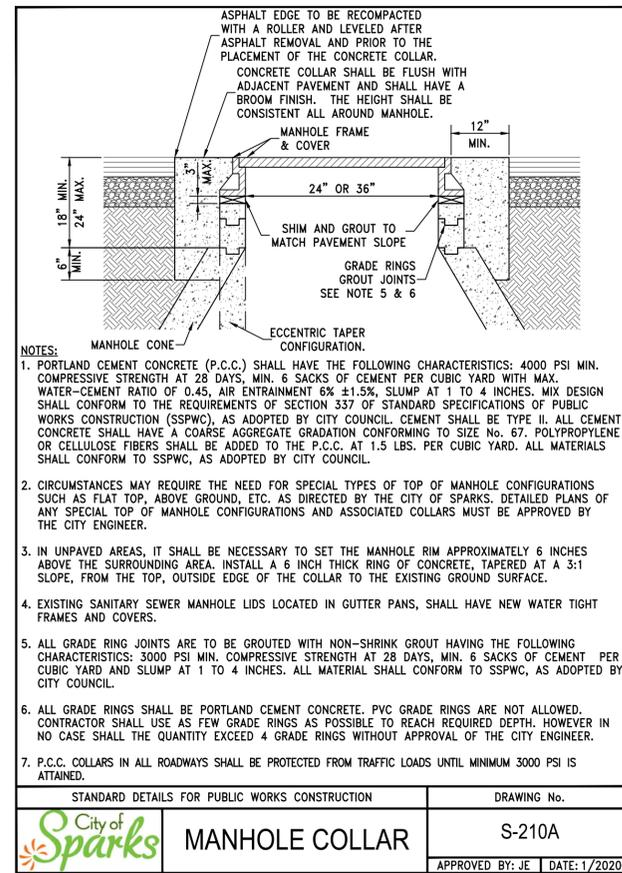 ASPHALT EDGE TO BE RECOMPACTED
WITH A ROLLER AND LEVELED AFTER
ASPHALT REMOVAL AND PRIOR TO THE
PLACEMENT OF THE CONCRETE COLLAR.
CONCRETE COLLAR SHALL BE FLUSH WITH
ADJACENT PAVEMENT AND SHALL HAVE A
BROOM FINISH. THE HEIGHT SHALL BE
CONSISTENT ALL AROUND MANHOLE.
MANHOLE FRAME
& COVER
12"
MIN.
3"
MAX.
18" MIN.
24" MAX.
24" OR 36"
SHIM AND GROUT TO
MATCH PAVEMENT SLOPE
6"
MIN.
GRADE RINGS
GROUT JOINTS
SEE NOTE 5 & 6
MANHOLE CONE
ECCENTRIC TAPER
CONFIGURATION.
NOTES:
1. PORTLAND CEMENT CONCRETE (P.C.C.) SHALL HAVE THE FOLLOWING CHARACTERISTICS: 4000 PSI MIN.
COMPRESSIVE STRENGTH AT 28 DAYS, MIN. 6 SACKS OF CEMENT PER CUBIC YARD WITH MAX.
WATER-CEMENT RATIO OF 0.45, AIR ENTRAINMENT 6% ±1.5%, SLUMP AT 1 TO 4 INCHES. MIX DESIGN
SHALL CONFORM TO THE REQUIREMENTS OF SECTION 337 OF STANDARD SPECIFICATIONS OF PUBLIC
WORKS CONSTRUCTION (SSPWC), AS ADOPTED BY CITY COUNCIL. CEMENT SHALL BE TYPE II. ALL CEMENT
CONCRETE SHALL HAVE A COARSE AGGREGATE GRADATION CONFORMING TO SIZE No. 67. POLYPROPYLENE
OR CELLULOSE FIBERS SHALL BE ADDED TO THE P.C.C. AT 1.5 LBS. PER CUBIC YARD. ALL MATERIALS
SHALL CONFORM TO SSPWC, AS ADOPTED BY CITY COUNCIL.
2. CIRCUMSTANCES MAY REQUIRE THE NEED FOR SPECIAL TYPES OF TOP OF MANHOLE CONFIGURATIONS
SUCH AS FLAT TOP, ABOVE GROUND, ETC. AS DIRECTED BY THE CITY OF SPARKS. DETAILED PLANS OF
ANY SPECIAL TOP OF MANHOLE CONFIGURATIONS AND ASSOCIATED COLLARS MUST BE APPROVED BY
THE CITY ENGINEER.
3. IN UNPAVED AREAS, IT SHALL BE NECESSARY TO SET THE MANHOLE RIM APPROXIMATELY 6 INCHES
ABOVE THE SURROUNDING AREA. INSTALL A 6 INCH THICK RING OF CONCRETE, TAPERED AT A 3:1
SLOPE, FROM THE TOP, OUTSIDE EDGE OF THE COLLAR TO THE EXISTING GROUND SURFACE.
4. EXISTING SANITARY SEWER MANHOLE LIDS LOCATED IN GUTTER PANS, SHALL HAVE NEW WATER TIGHT
FRAMES AND COVERS.
5. ALL GRADE RING JOINTS ARE TO BE GROUTED WITH NON-SHRINK GROUT HAVING THE FOLLOWING
CHARACTERISTICS: 3000 PSI MIN. COMPRESSIVE STRENGTH AT 28 DAYS, MIN. 6 SACKS OF CEMENT PER
CUBIC YARD AND SLUMP AT 1 TO 4 INCHES. ALL MATERIAL SHALL CONFORM TO SSPWC, AS ADOPTED BY
CITY COUNCIL.
6. ALL GRADE RINGS SHALL BE PORTLAND CEMENT CONCRETE. PVC GRADE RINGS ARE NOT ALLOWED.
CONTRACTOR SHALL USE AS FEW GRADE RINGS AS POSSIBLE TO REACH REQUIRED DEPTH. HOWEVER IN
NO CASE SHALL THE QUANTITY EXCEED 4 GRADE RINGS WITHOUT APPROVAL OF THE CITY ENGINEER.
7. P.C.C. COLLARS IN ALL ROADWAYS SHALL BE PROTECTED FROM TRAFFIC LOADS UNTIL MINIMUM 3000 PSI IS
ATTAINED.
STANDARD DETAILS FOR PUBLIC WORKS CONSTRUCTION
DRAWING No.
City of
Sparks
MANHOLE COLLAR
S-210A
APPROVED BY: JE
DATE: 1/2020